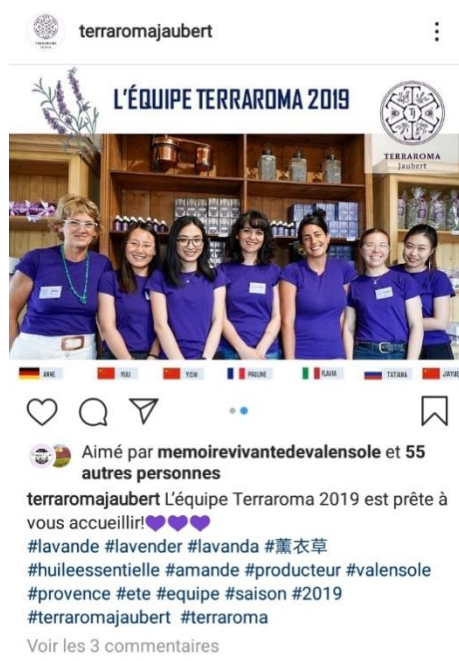 terraromajaubert
L'ÉQUIPE TERRAROMA 2019
TERRAROMA
Jaubert
ANNE
YUU
YISHI
PAULINE
FLAVIA
TATIANA
Aimé par memoirevivantedevalensole et 55
autres personnes
terraromajaubert L'équipe Terraroma 2019 est prête à
vous accueillir!💜💜💜
#lavande #lavender #lavanda #薰衣草
#huileessentielle #amande #producteur #valensole
#provence #ete #equipe #saison #2019
#terraromajaubert #terraroma
Voir les 3 commentaires